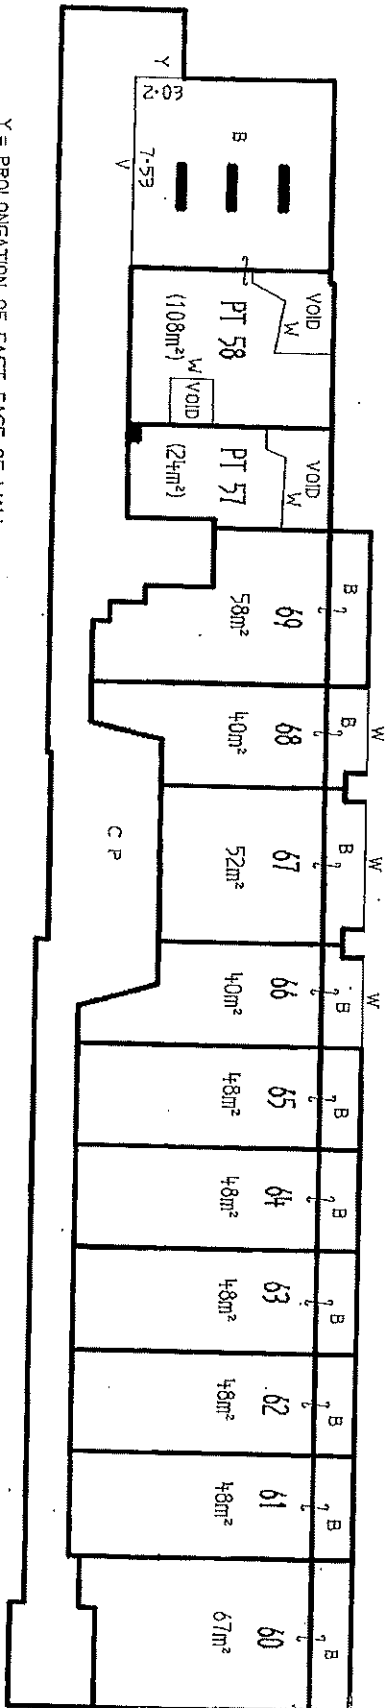 Y
2·03
B
7·53
V
VOID
W
PT 58
(108m²)
W
VOID
VOID
W
PT 57
(24m²)
B
69
58m²
W
B
68
40m²
W
B
67
52m²
C P
W
B
66
40m²
B
65
48m²
B
64
48m²
B
63
48m²
B
62
48m²
B
61
48m²
B
60
67m²
Y = PROLONGATION OF EAST FACE OF WALL